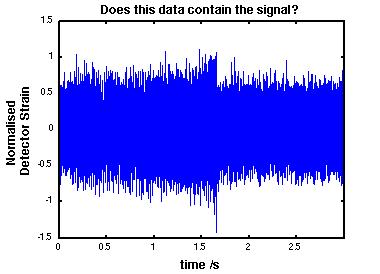 Does this data contain the signal?
1.5
1
0.5
0
-0.5
-1
-1.5
Normalised
Detector Strain
0 0.5 1 1.5 2 2.5
time /s